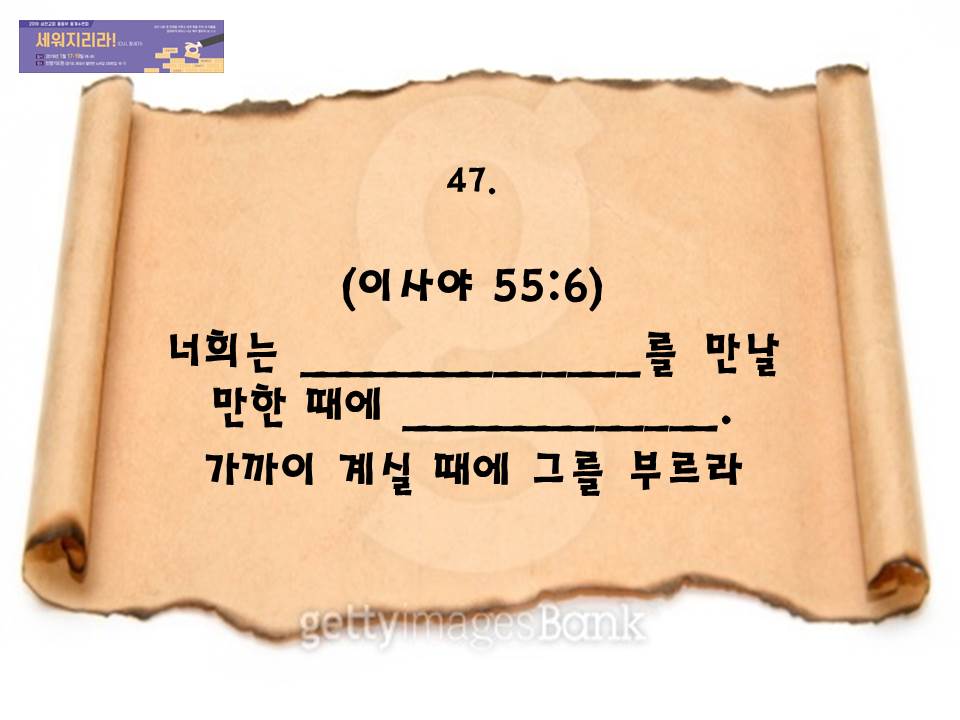 세워지리라!
47.
(이사야 55:6)
너희는 ______________를 만날
만한 때에 _____________.
가까이 계실 때에 그를 부르라
gettyimagesBank